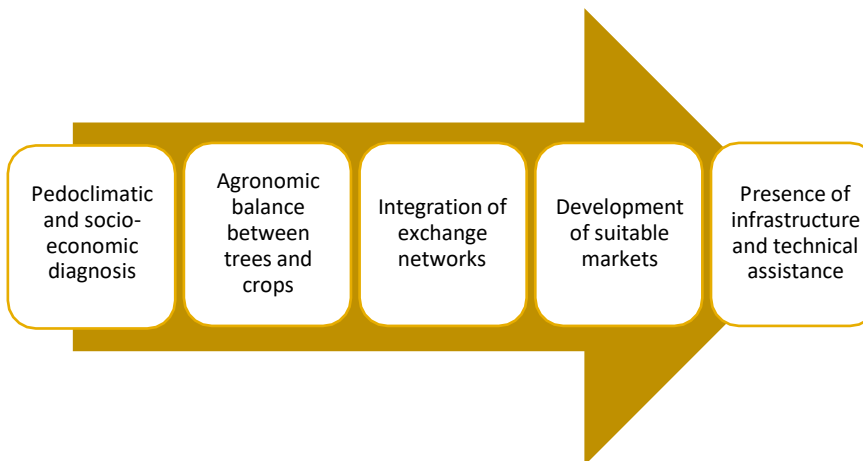 Pedoclimatic
and socio-
economic
diagnosis
Agronomic
balance
between
trees and
crops
Integration of
exchange
networks
Development
of suitable
markets
Presence of
infrastructure
and technical
assistance